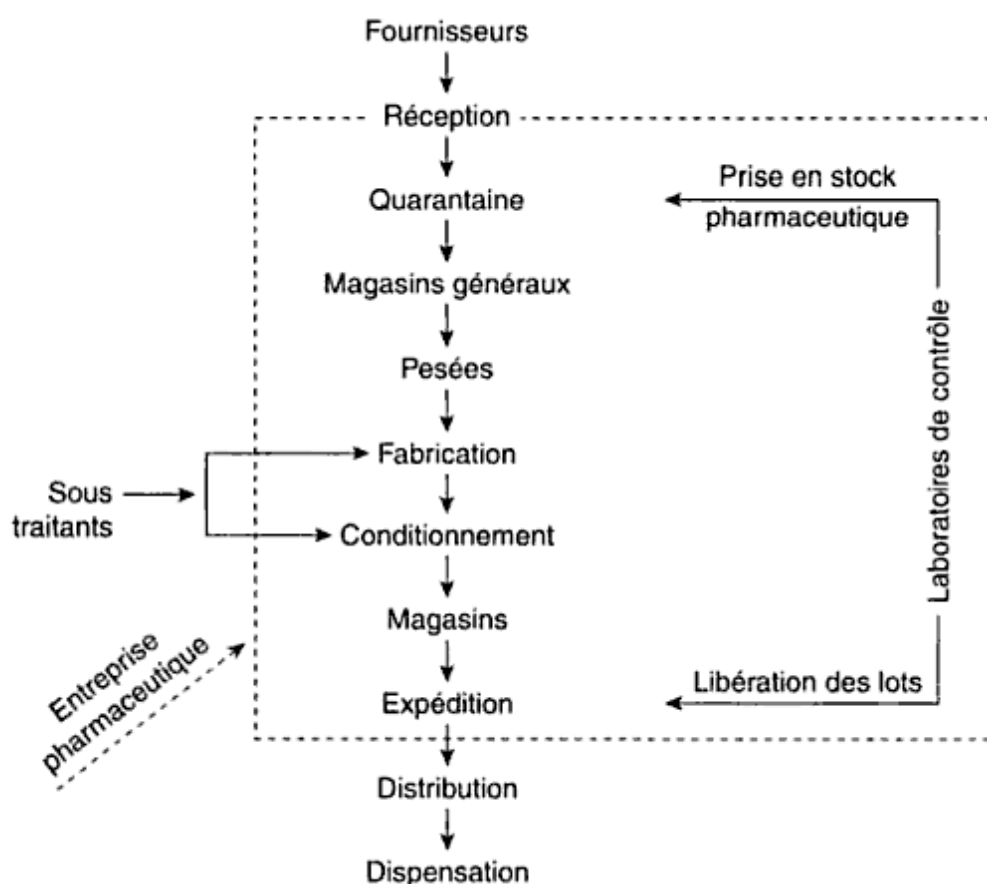 Fournisseurs
Réception
Quarantaine
Prise en stock
pharmaceutique
Magasins généraux
Pesées
Laboratoires de contrôle
Fabrication
Sous
traitants
Conditionnement
Magasins
Entreprise
pharmaceutique
Libération des lots
Expédition
Distribution
Dispensation